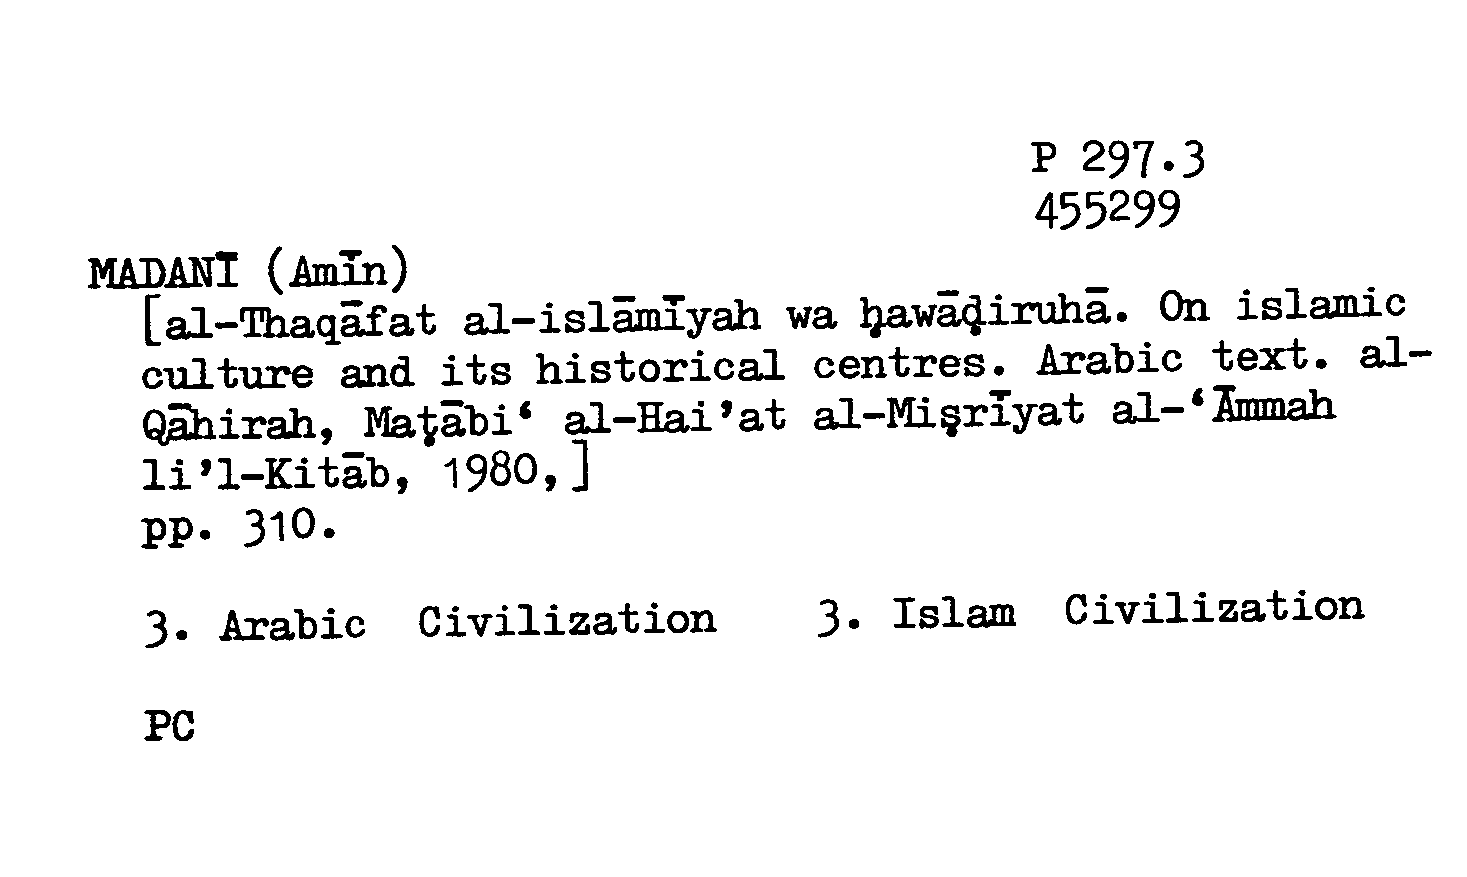 P 297.3
455299
MADANĪ (Amīn)
[al-Thaqāfat al-islāmīyah wa ḥawāḍiruhā. On islamic
culture and its historical centres. Arabic text. al-
Qāhirah, Maṭābi‘ al-Hai’at al-Miṣrīyat al-‘Āmmah
li’l-Kitāb, 1980,]
pp. 310.
3. Arabic Civilization 3. Islam Civilization
PC